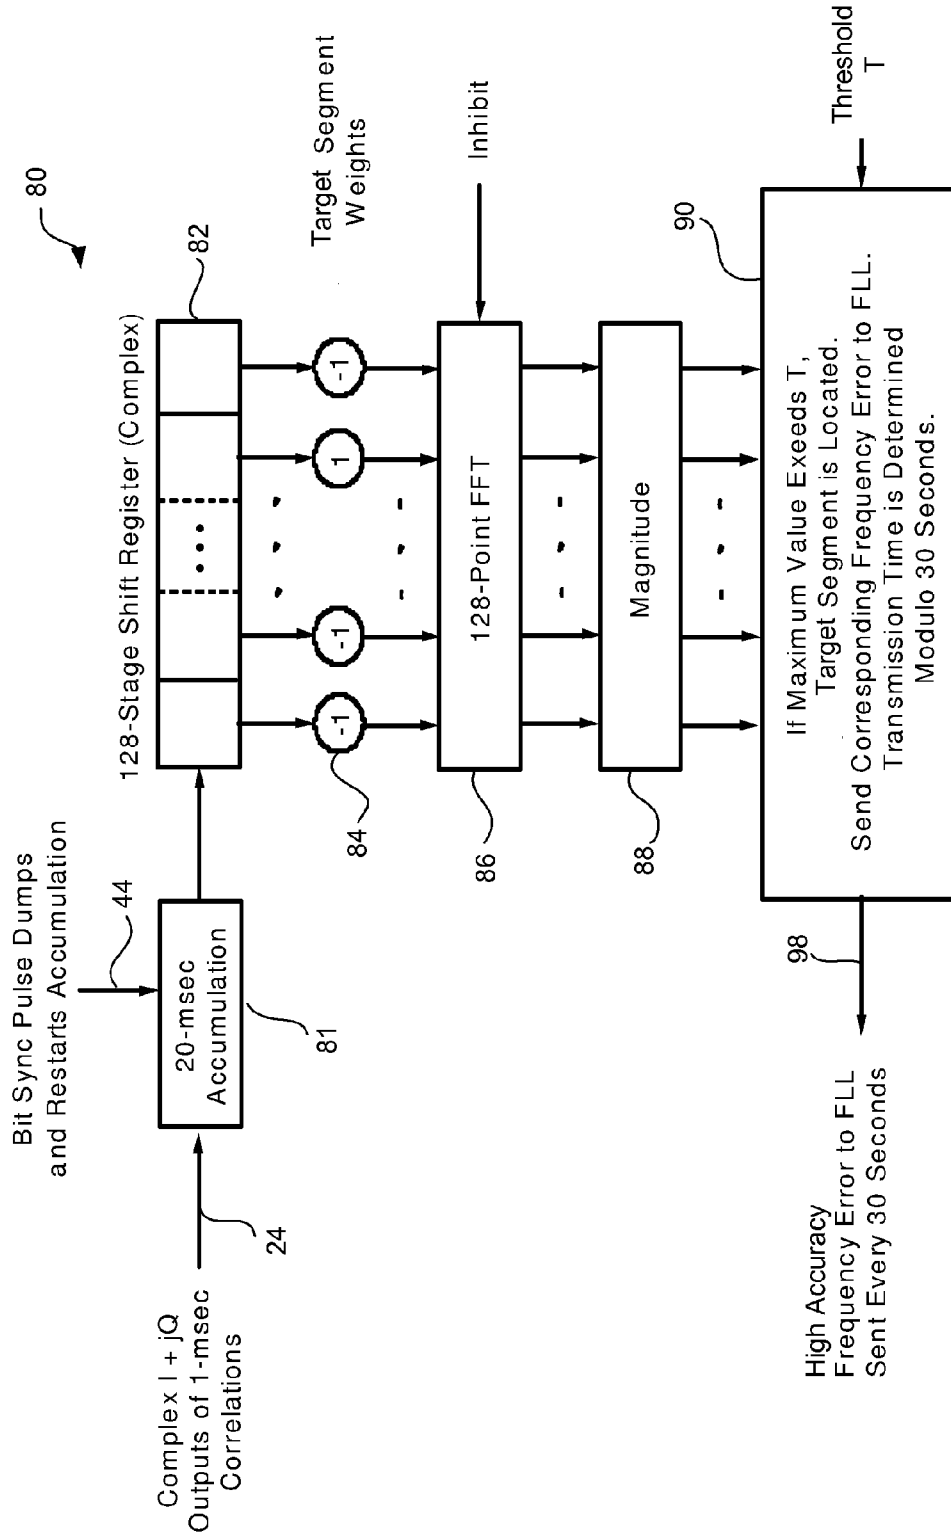 80
Bit Sync Pulse Dumps
and Restarts Accumulation
44
128-Stage Shift Register (Complex)
82
Complex I + jQ
Outputs of 1-msec
Correlations
24
20-msec
Accumulation
81
Target Segment
Weights
-1
-1
1
-1
84
Inhibit
128-Point FFT
86
Magnitude
88
90
If Maximum Value Exeeds T,
Target Segment is Located.
Send Corresponding Frequency Error to FLL.
Transmission Time is Determined
Modulo 30 Seconds.
Threshold
T
98
High Accuracy
Frequency Error to FLL
Sent Every 30 Seconds